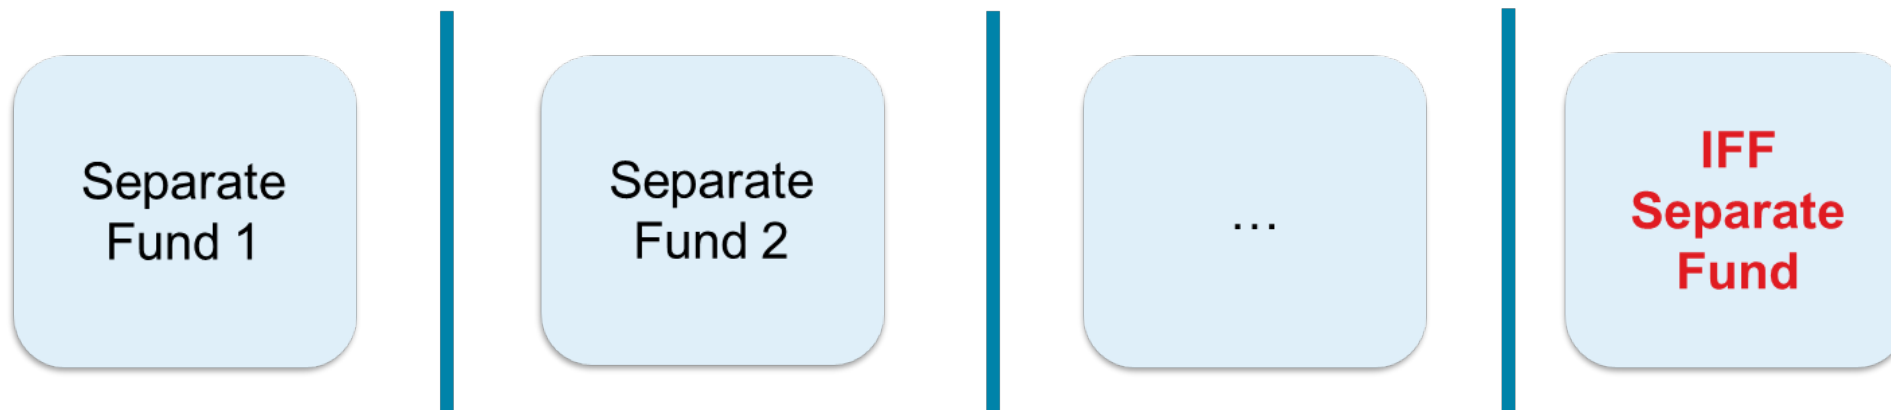 Separate
Fund 1
Separate
Fund 2
...
IFF
Separate
Fund